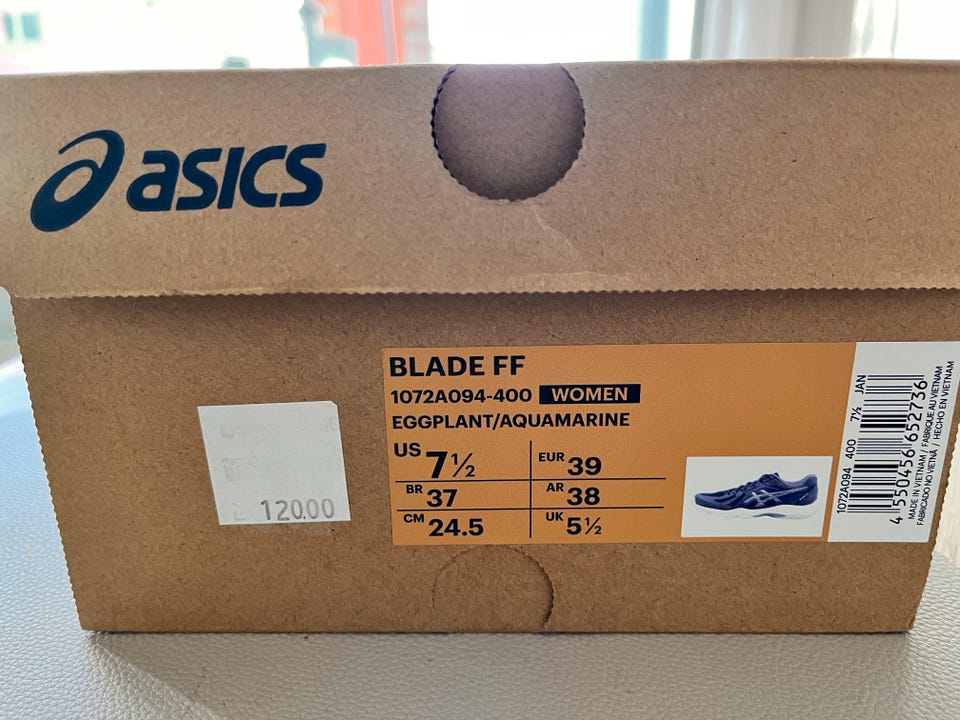 asics
BLADE FF
1072A094-400 WOMEN
EGGPLANT/AQUAMARINE
US 7½ EUR 39
BR 37 AR 38
CM 24.5 UK 5½
120.00
1072A094 400 7½ JAN
4 550456 652736
MADE IN VIETNAM / FABRIQUE AU VIETNAM
FABRICADO NO VIETNÃ / HECHO EN VIETNAM